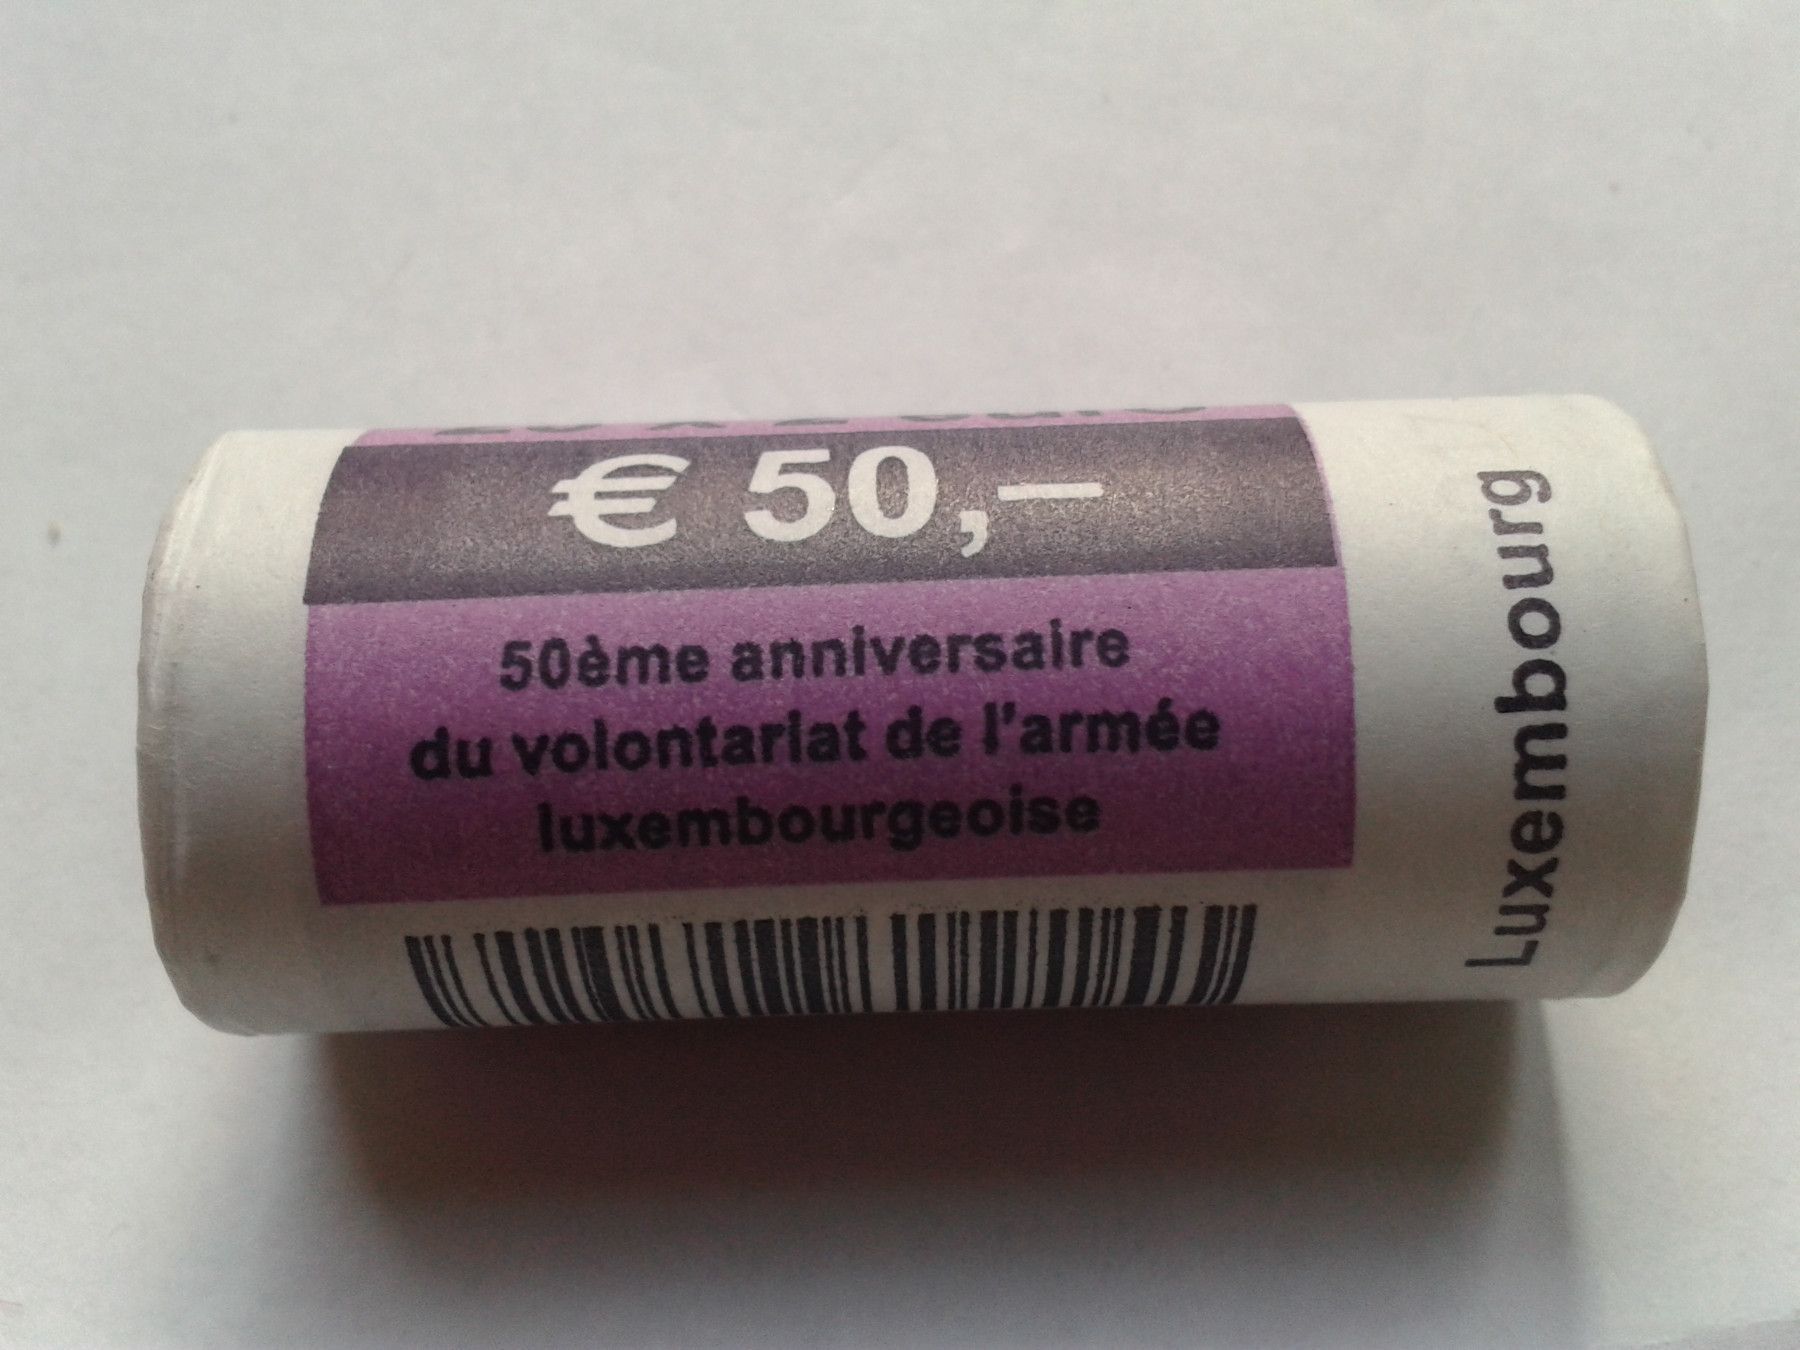 € 50,–
50ème anniversaire
du volontariat de l'armée
luxembourgeoise
Luxembourg